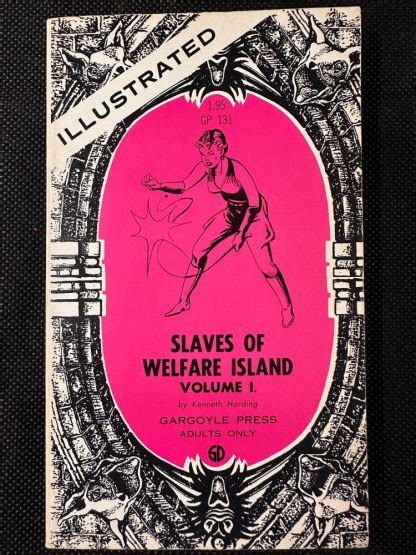 ILLUSTRATED
1.95
GP 131
SLAVES OF
WELFARE ISLAND
VOLUME I.
by Kenneth Harding
GARGOYLE PRESS
ADULTS ONLY
GD